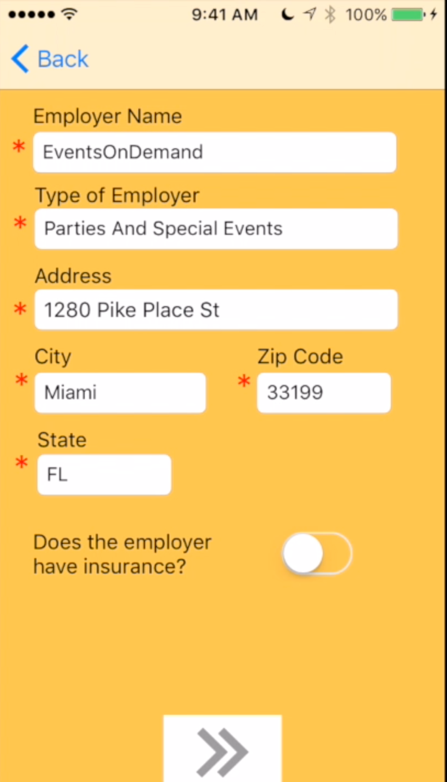 9:41 AM 100%
Back
Employer Name
* EventsOnDemand
Type of Employer
* Parties And Special Events
Address
* 1280 Pike Place St
City Zip Code
* Miami * 33199
State
* FL
Does the employer
have insurance?